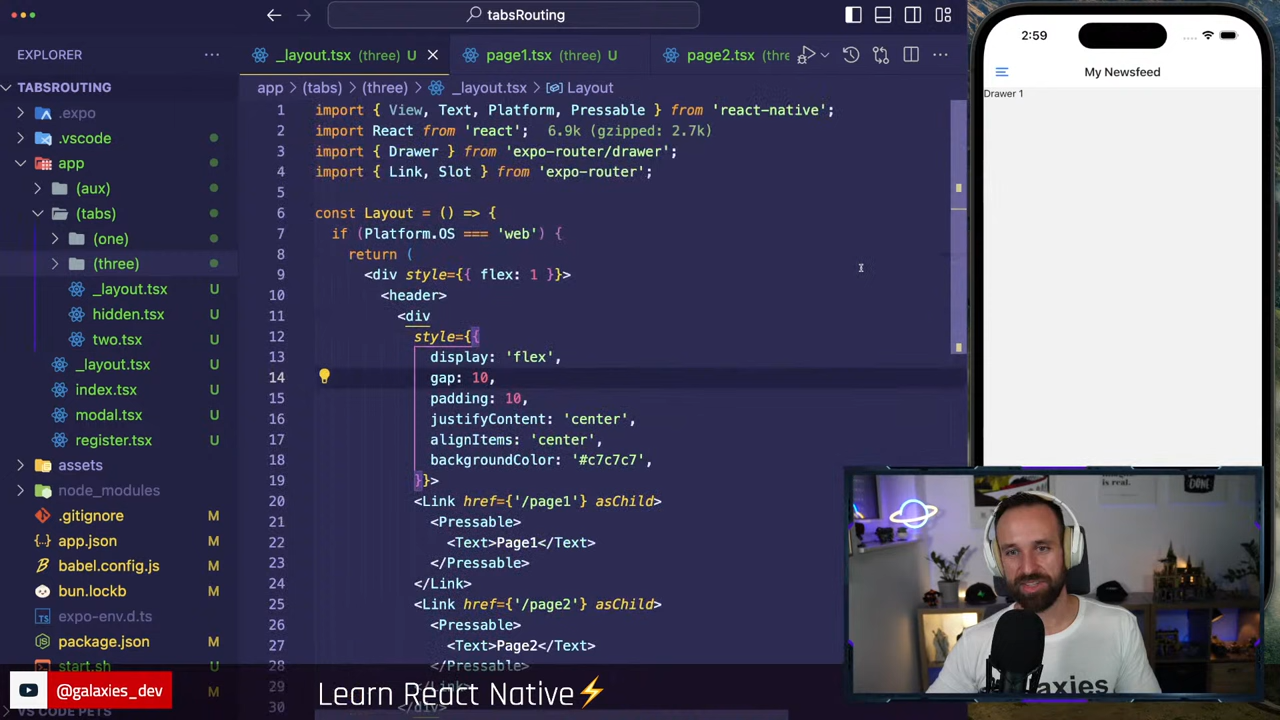 tabsRouting
EXPLORER
TABSROUTING
.expo
.vscode
app
(aux)
(tabs)
(one)
(three)
_layout.tsx U
hidden.tsx U
two.tsx U
_layout.tsx U
index.tsx U
modal.tsx U
register.tsx U
assets
node_modules
.gitignore M
app.json M
babel.config.js M
bun.lockb M
expo-env.d.ts
package.json M
start.sh M
_layout.tsx (three) U
page1.tsx (three) U
page2.tsx (three
app > (tabs) > (three) > _layout.tsx > Layout
1 import { View, Text, Platform, Pressable } from 'react-native';
2 import React from 'react'; 6.9k (gzipped: 2.7k)
3 import { Drawer } from 'expo-router/drawer';
4 import { Link, Slot } from 'expo-router';
5
6 const Layout = () => {
7 if (Platform.OS === 'web') {
8 return (
9 <div style={{ flex: 1 }}>
10 <header>
11 <div
12 style={{
13 display: 'flex',
14 gap: 10,
15 padding: 10,
16 justifyContent: 'center',
17 alignItems: 'center',
18 backgroundColor: '#c7c7c7',
19 }}>
20 <Link href={'/page1'} asChild>
21 <Pressable>
22 <Text>Page1</Text>
23 </Pressable>
24 </Link>
25 <Link href={'/page2'} asChild>
26 <Pressable>
27 <Text>Page2</Text>
28 </Pressable>
29
30
2:59
My Newsfeed
Drawer 1
galaxies.
@galaxies_dev
Learn React Native⚡